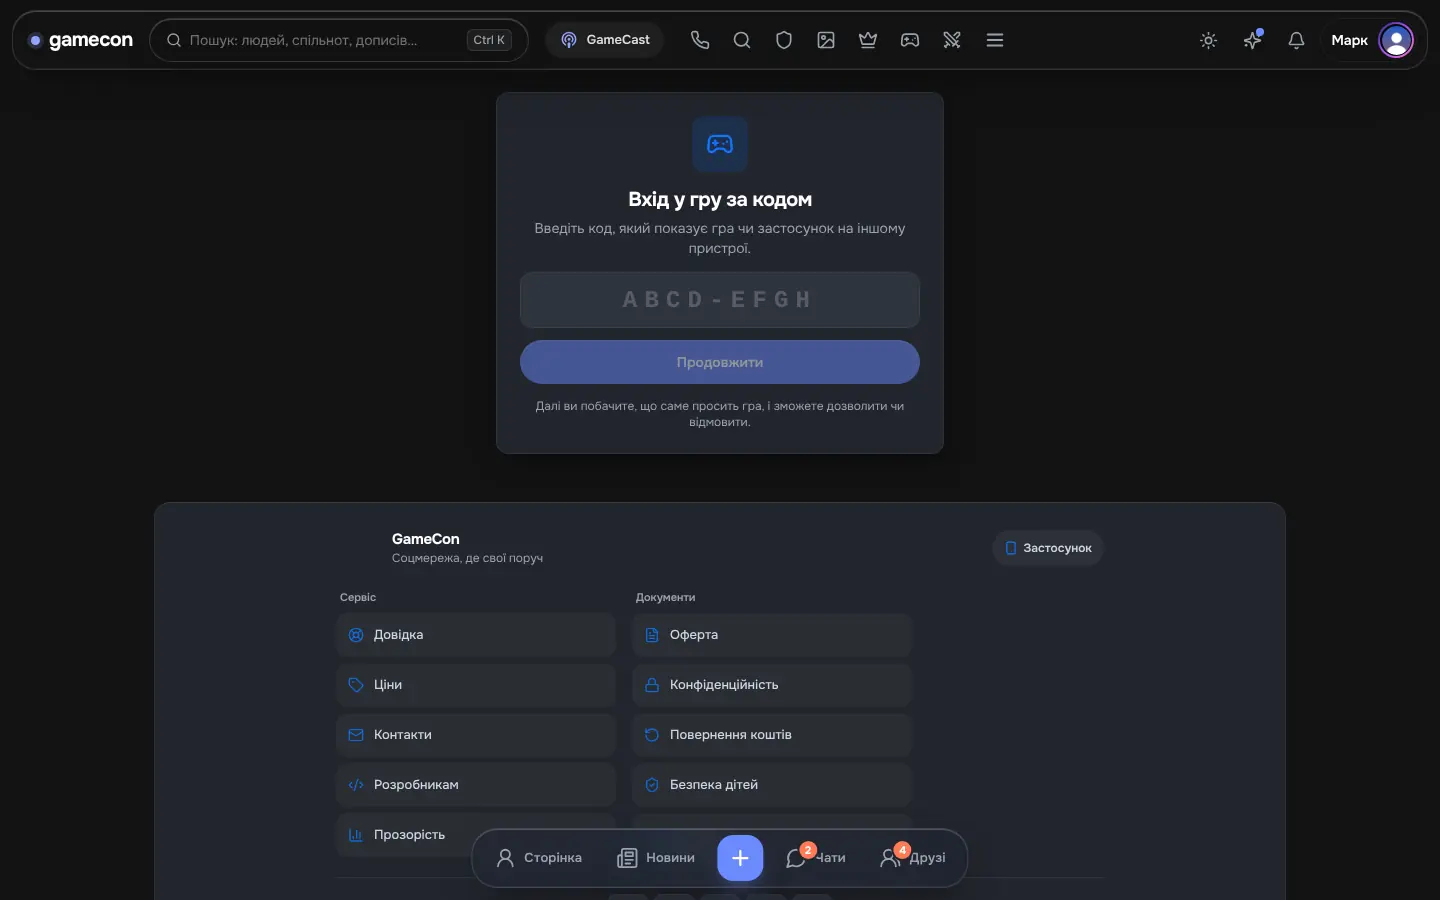 gamecon
Пошук: людей, спільнот, дописів...
Ctrl K
GameCast
Марк
Вхід у гру за кодом
Введіть код, який показує гра чи застосунок на іншому
пристрої.
ABCD-EFGH
Продовжити
Далі ви побачите, що саме просить гра, і зможете дозволити чи
відмовити.
GameCon
Соцмережа, де свої поруч
Застосунок
Сервіс
Довідка
Ціни
Контакти
Розробникам
Прозорість
Документи
Оферта
Конфіденційність
Повернення коштів
Безпека дітей
Сторінка
Новини
2
Чати
4
Друзі